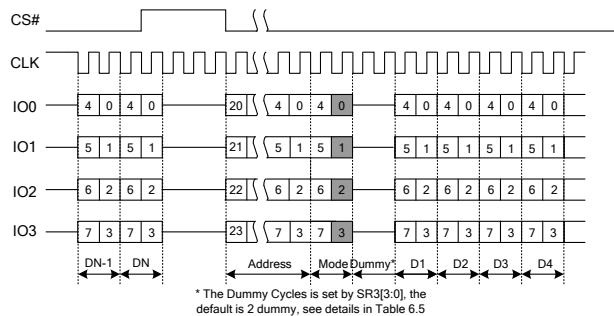 CS#
CLK
IO0 4 0 4 0 20 4 0 4 0 4 0 4 0 4 0 4 0
IO1 5 1 5 1 21 5 1 5 1 5 1 5 1 5 1 5 1
IO2 6 2 6 2 22 6 2 6 2 6 2 6 2 6 2 6 2
IO3 7 3 7 3 23 7 3 7 3 7 3 7 3 7 3 7 3
DN-1 DN Address Mode Dummy* D1 D2 D3 D4
* The Dummy Cycles is set by SR3[3:0], the
default is 2 dummy, see details in Table 6.5